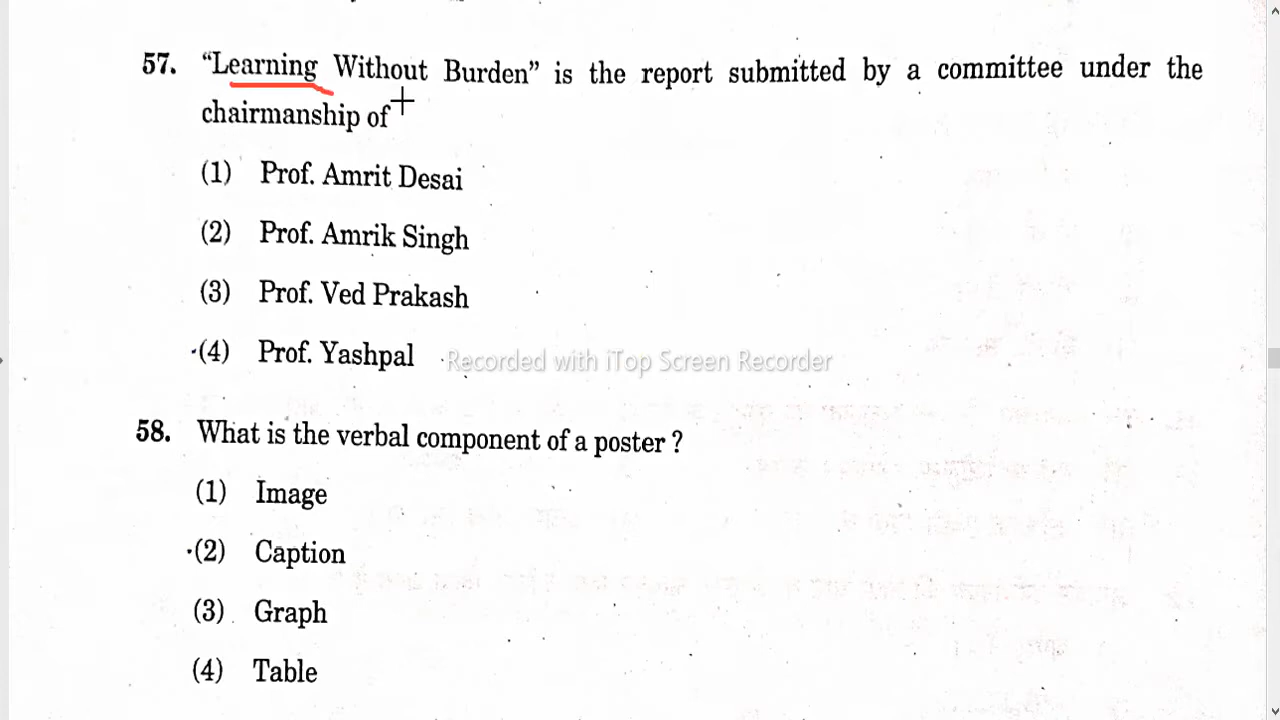 57. “Learning Without Burden” is the report submitted by a committee under the
chairmanship of
(1) Prof. Amrit Desai
(2) Prof. Amrik Singh
(3) Prof. Ved Prakash
(4) Prof. Yashpal
Recorded with iTop Screen Recorder
58. What is the verbal component of a poster ?
(1) Image
(2) Caption
(3) Graph
(4) Table